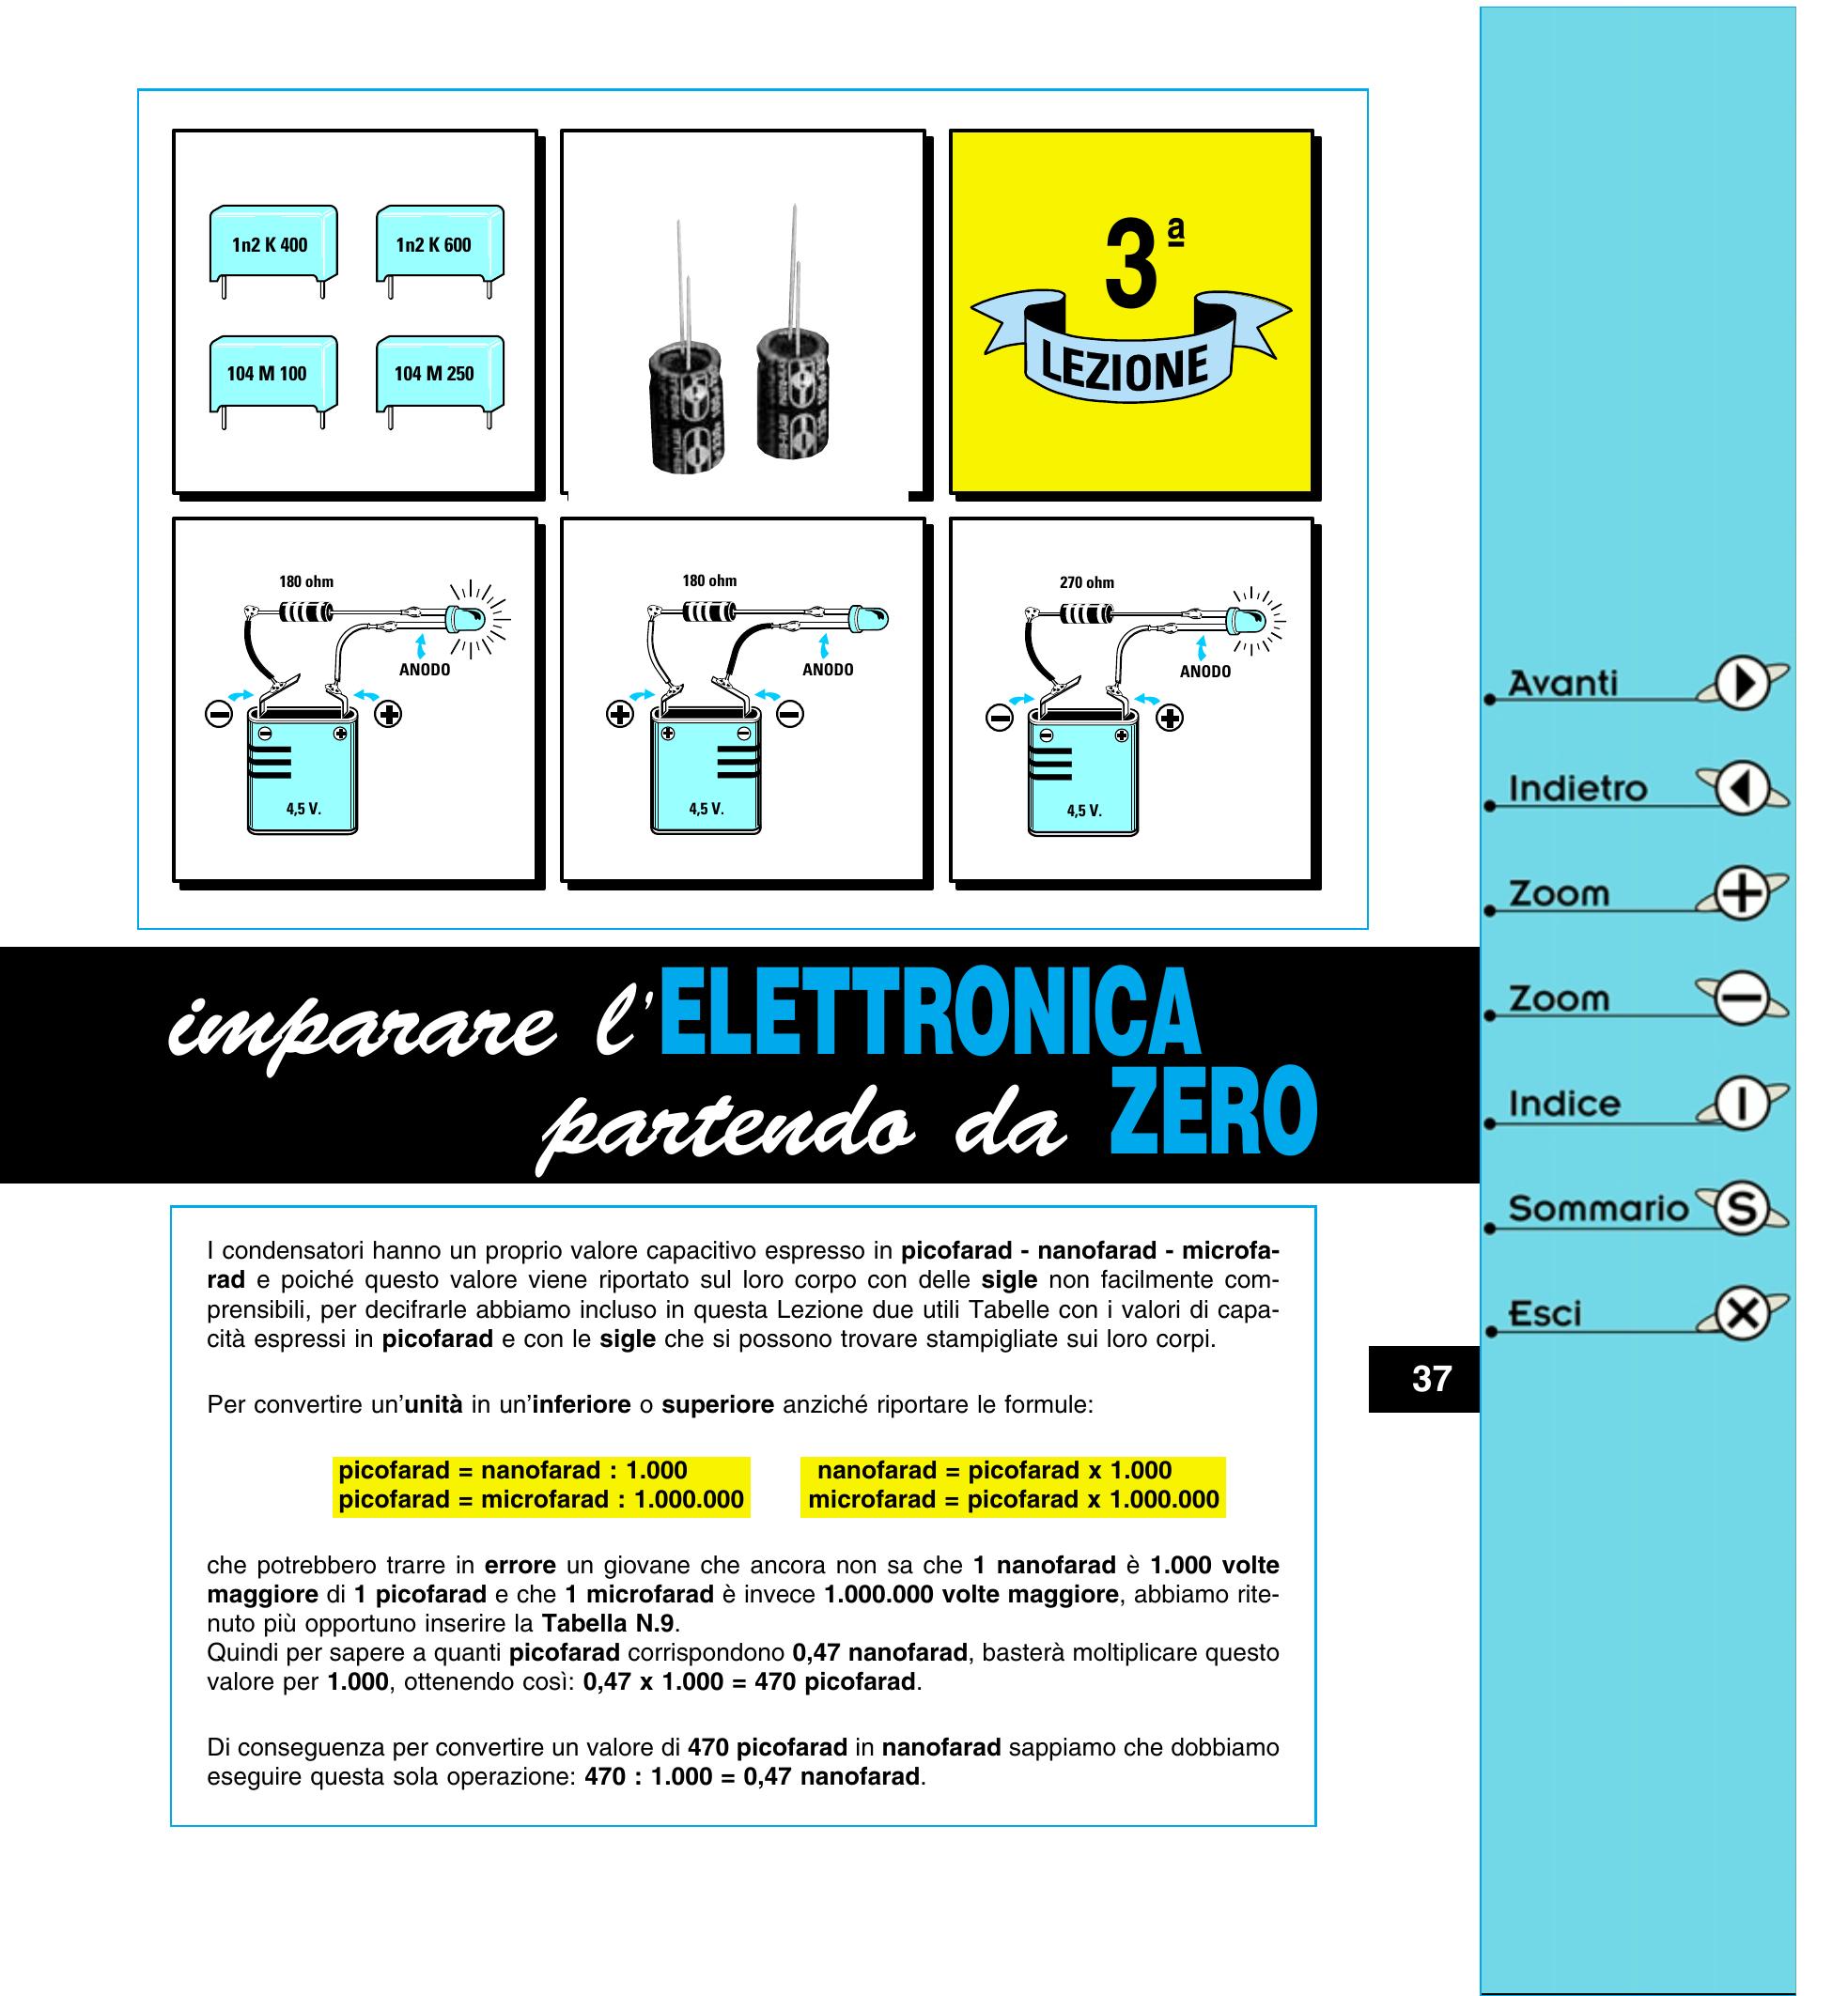 1n2 K 400
1n2 K 600
104 M 100
104 M 250
3ª
LEZIONE
180 ohm
ANODO
4,5 V.
180 ohm
ANODO
4,5 V.
270 ohm
ANODO
4,5 V.
imparare l'ELETTRONICA
partendo da ZERO
I condensatori hanno un proprio valore capacitivo espresso in picofarad - nanofarad - microfa-
rad e poiché questo valore viene riportato sul loro corpo con delle sigle non facilmente com-
prensibili, per decifrarle abbiamo incluso in questa Lezione due utili Tabelle con i valori di capa-
cità espressi in picofarad e con le sigle che si possono trovare stampigliate sui loro corpi.
Per convertire un'unità in un'inferiore o superiore anziché riportare le formule:
picofarad = nanofarad : 1.000
picofarad = microfarad : 1.000.000
nanofarad = picofarad x 1.000
microfarad = picofarad x 1.000.000
che potrebbero trarre in errore un giovane che ancora non sa che 1 nanofarad è 1.000 volte
maggiore di 1 picofarad e che 1 microfarad è invece 1.000.000 volte maggiore, abbiamo rite-
nuto più opportuno inserire la Tabella N.9.
Quindi per sapere a quanti picofarad corrispondono 0,47 nanofarad, basterà moltiplicare questo
valore per 1.000, ottenendo così: 0,47 x 1.000 = 470 picofarad.
Di conseguenza per convertire un valore di 470 picofarad in nanofarad sappiamo che dobbiamo
eseguire questa sola operazione: 470 : 1.000 = 0,47 nanofarad.
37
Avanti
Indietro
Zoom +
Zoom −
Indice I
Sommario S
Esci X